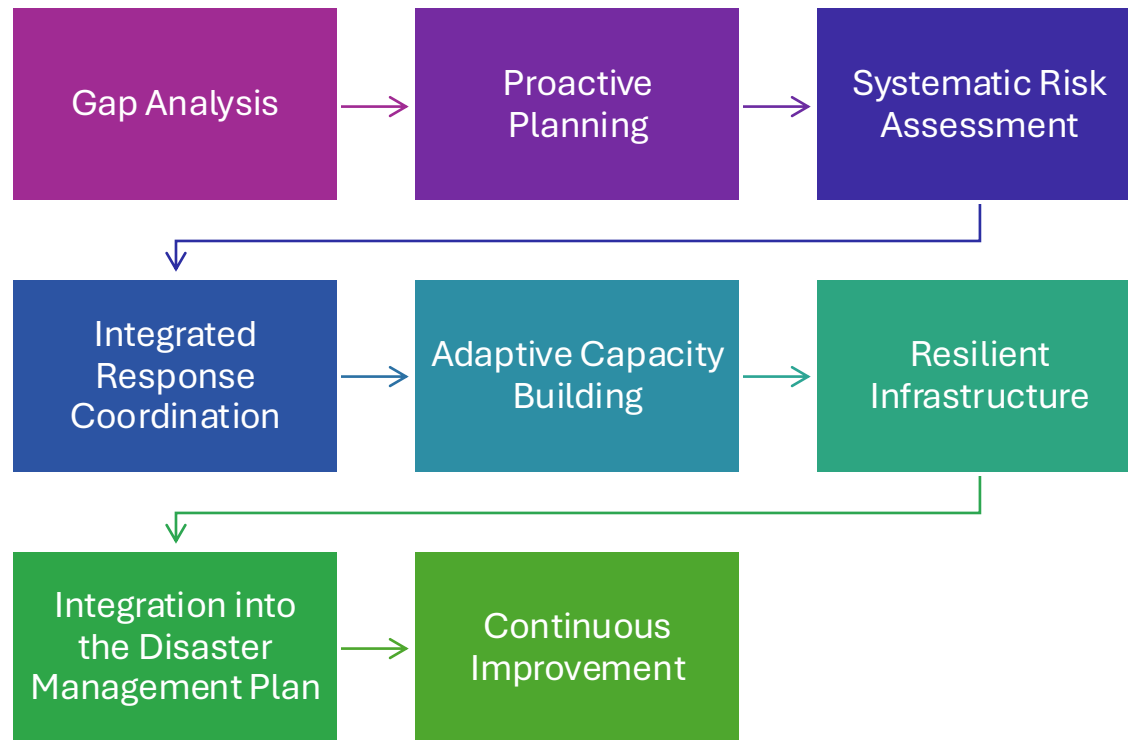 Gap Analysis
Proactive
Planning
Systematic Risk
Assessment
Integrated
Response
Coordination
Adaptive Capacity
Building
Resilient
Infrastructure
Integration into
the Disaster
Management Plan
Continuous
Improvement